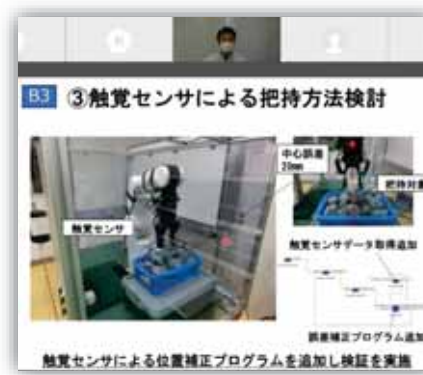 B3 ③触覚センサによる把持方法検討
中心誤差
20mm
把持対象
触覚センサ
触覚センサデータ取得追加
誤差補正プログラム追加
触覚センサによる位置補正プログラムを追加し検証を実施